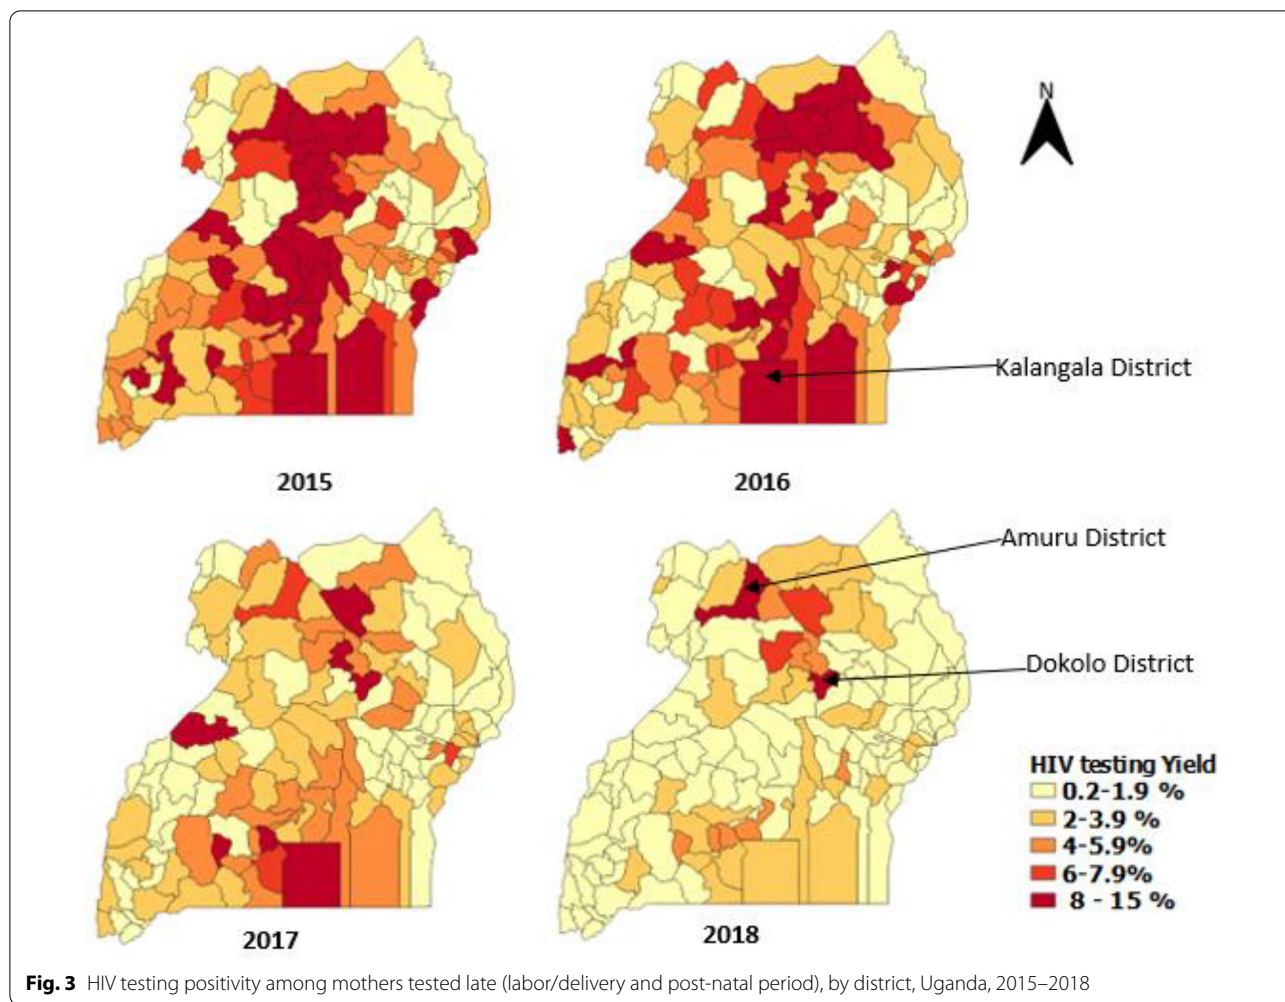 N
Kalangala District
2015
2016
Amuru District
Dokolo District
HIV testing Yield
0.2-1.9 %
2-3.9 %
4-5.9%
6-7.9%
8 - 15 %
2017
2018
Fig. 3 HIV testing positivity among mothers tested late (labor/delivery and post-natal period), by district, Uganda, 2015–2018